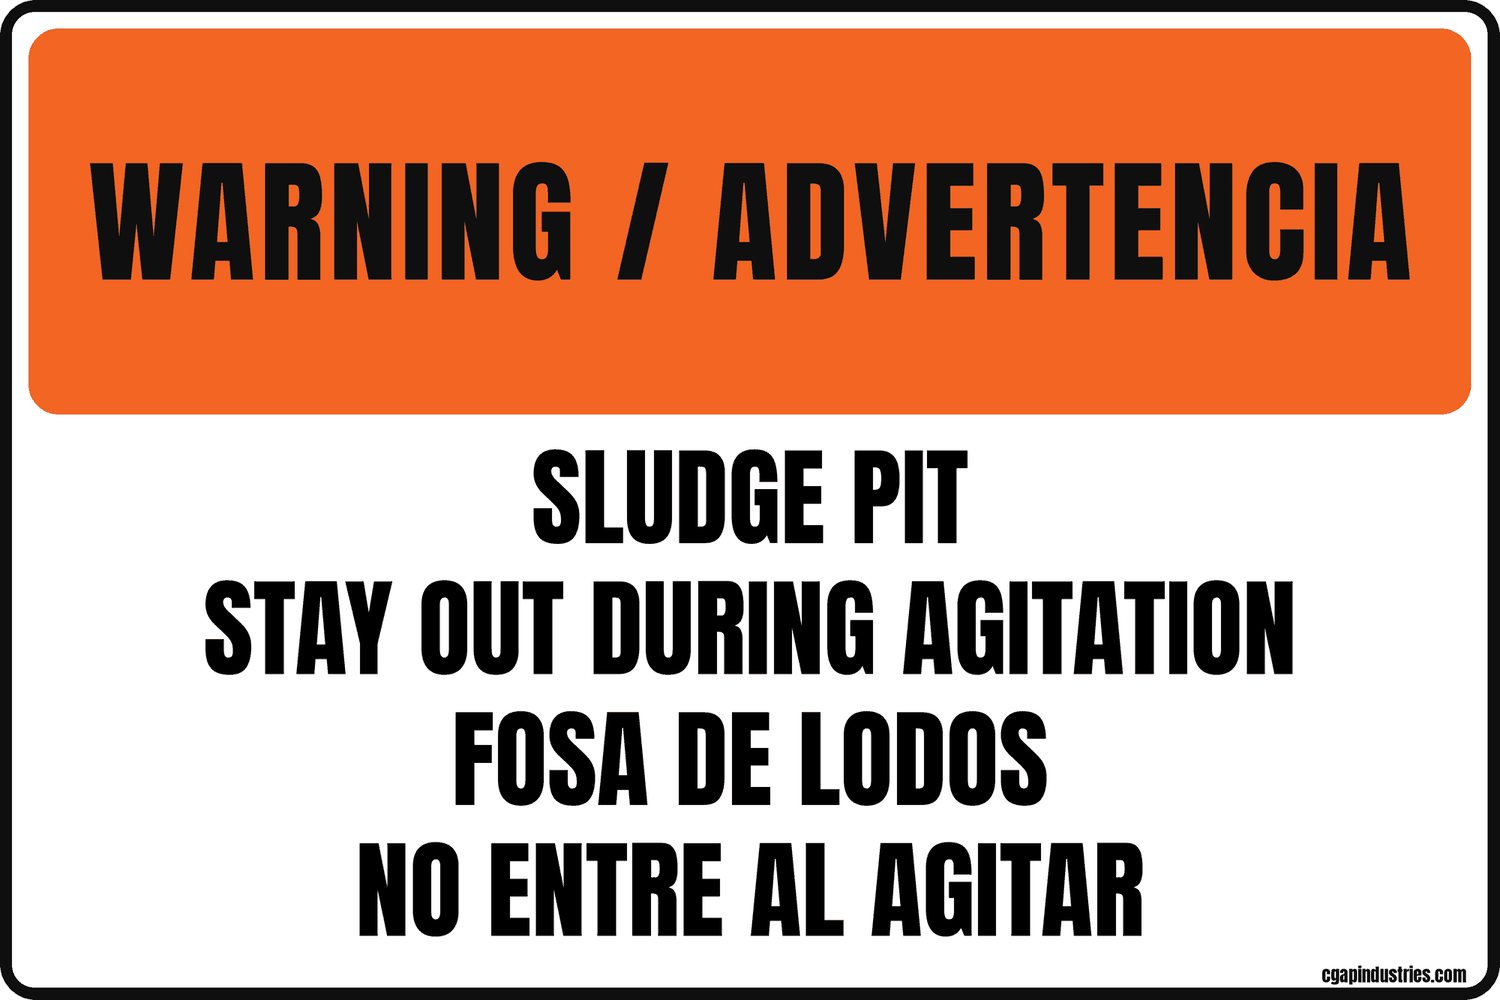 WARNING / ADVERTENCIA
SLUDGE PIT
STAY OUT DURING AGITATION
FOSA DE LODOS
NO ENTRE AL AGITAR
cgapindustries.com